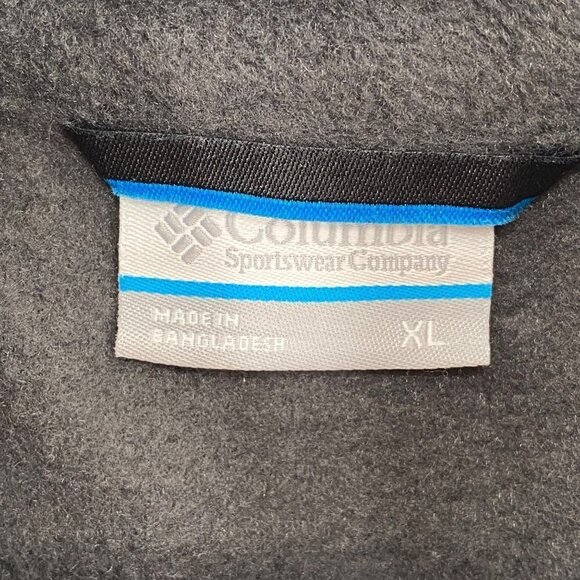 Columbia
Sportswear Company
MADE IN
BANGLADESH
XL